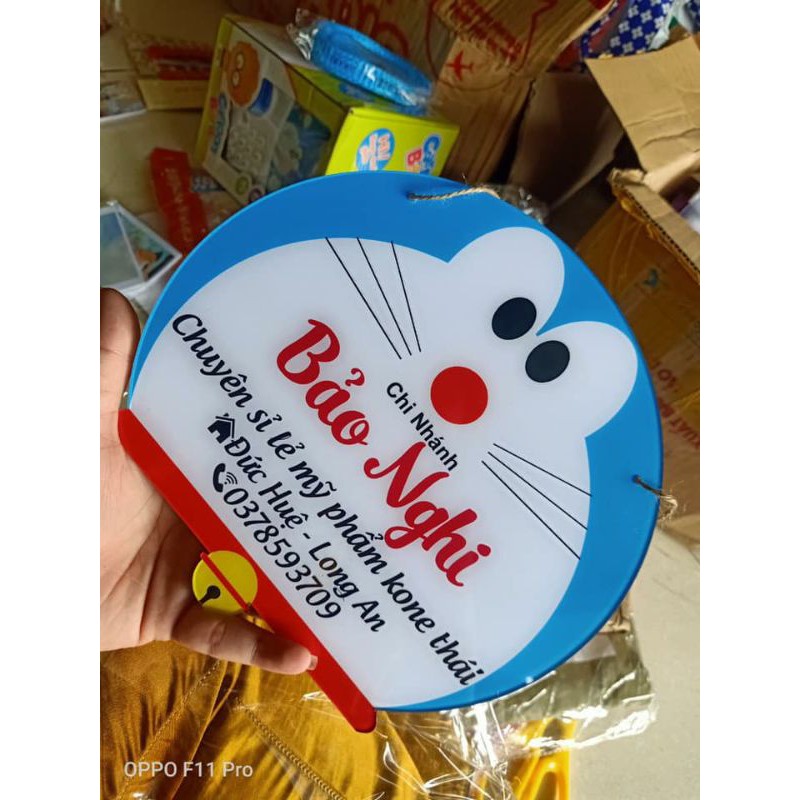 Chi Nhánh
Bảo Nghi
Chuyên sỉ lẻ mỹ phẩm kone thái
Đức Huệ - Long An
0378593709
OPPO F11 Pro